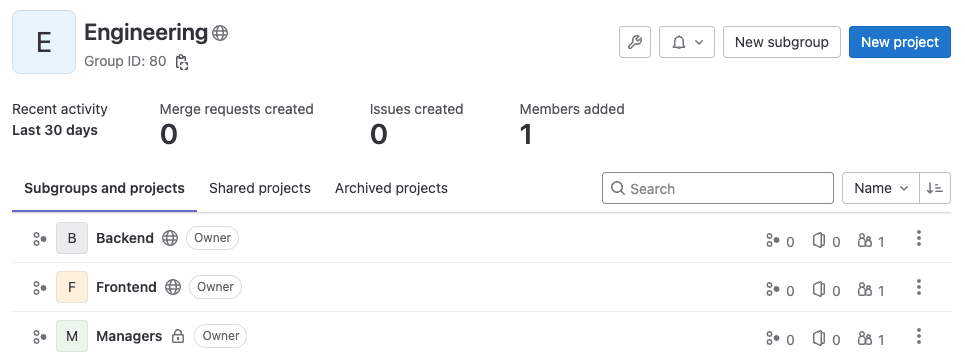 E
Engineering
Group ID: 80
New subgroup
New project
Recent activity
Last 30 days
Merge requests created
0
Issues created
0
Members added
1
Subgroups and projects
Shared projects
Archived projects
Search
Name
B Backend Owner 0 0 1
F Frontend Owner 0 0 1
M Managers Owner 0 0 1